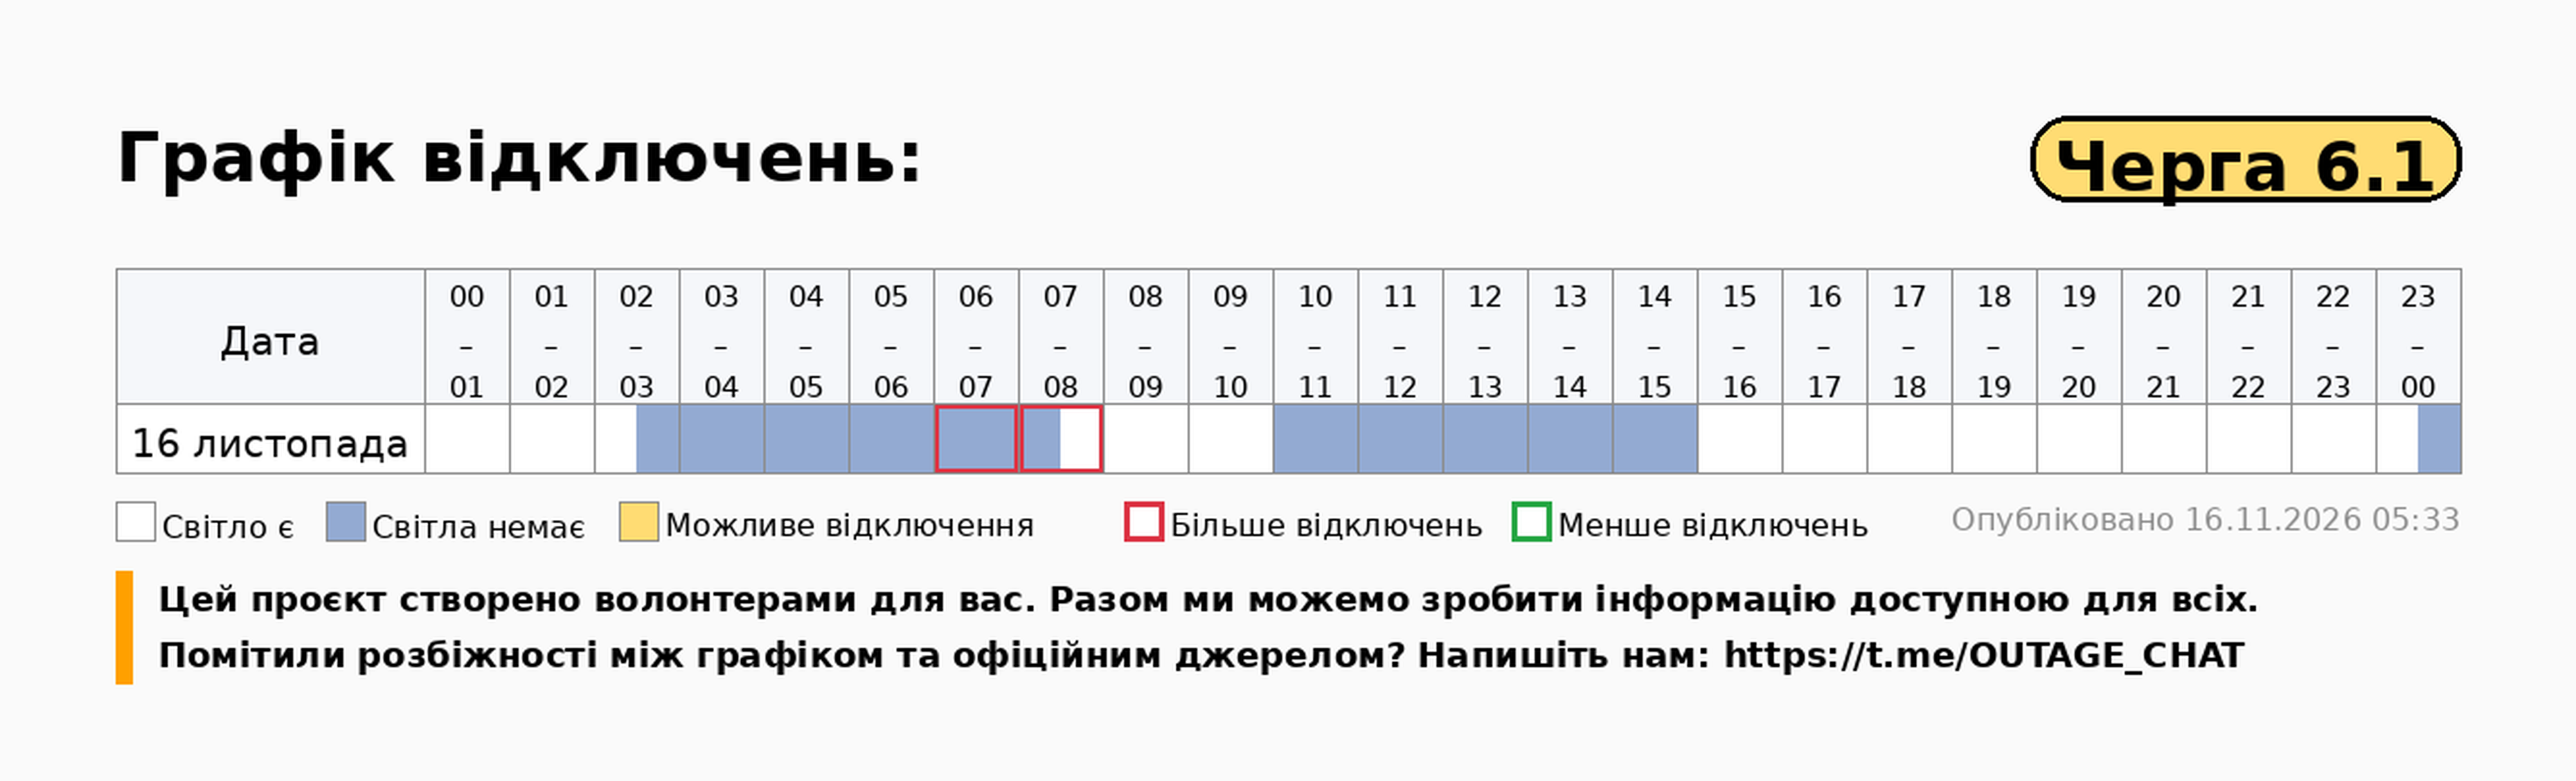 Графік відключень:
Черга 6.1
Дата
00 – 01
01 – 02
02 – 03
03 – 04
04 – 05
05 – 06
06 – 07
07 – 08
08 – 09
09 – 10
10 – 11
11 – 12
12 – 13
13 – 14
14 – 15
15 – 16
16 – 17
17 – 18
18 – 19
19 – 20
20 – 21
21 – 22
22 – 23
23 – 00
16 листопада
Світло є
Світла немає
Можливе відключення
Більше відключень
Менше відключень
Опубліковано 16.11.2026 05:33
Цей проєкт створено волонтерами для вас. Разом ми можемо зробити інформацію доступною для всіх.
Помітили розбіжності між графіком та офіційним джерелом? Напишіть нам: https://t.me/OUTAGE_CHAT